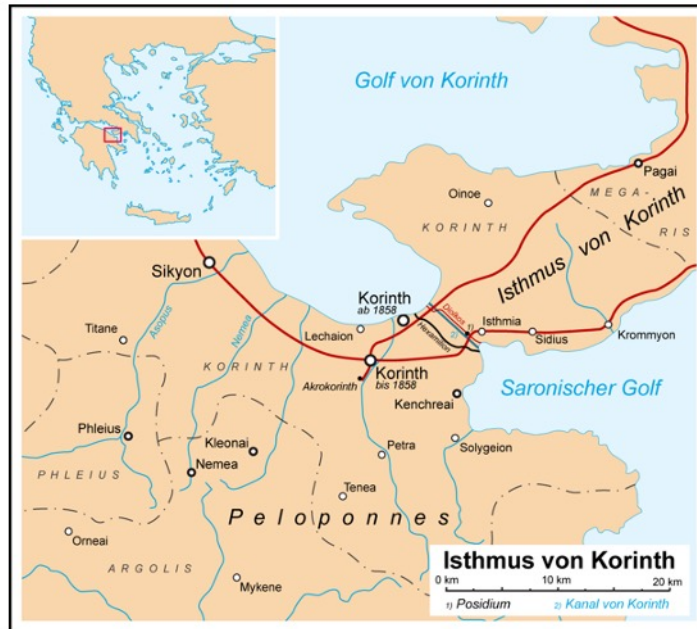 Golf von Korinth
Pagai
Oinoe
MEGA-
RIS
KORINTH
Isthmus von Korinth
Sikyon
Korinth
ab 1858
Diolkos
1)
2)
Hexamilion
Isthmia
Sidius
Krommyon
Asopus
Nemea
Titane
Lechaion
KORINTH
Korinth
bis 1858
Akrokorinth
Saronischer Golf
Kenchreai
Phleius
Kleonai
Petra
Solygeion
PHLEIUS
Nemea
Tenea
Peloponnes
Orneai
ARGOLIS
Mykene
Isthmus von Korinth
0 km 10 km 20 km
1) Posidium 2) Kanal von Korinth